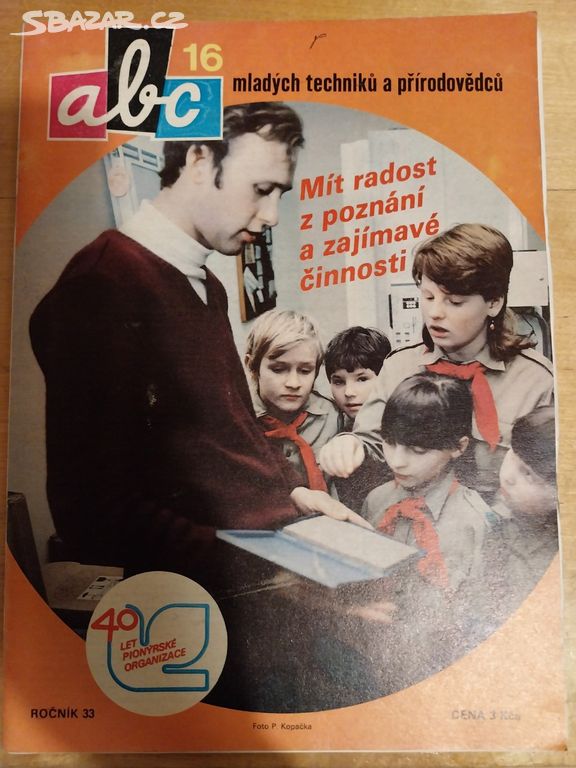 SBAZAR.CZ
abc
16
mladých techniků a přírodovědců
Mít radost
z poznání
a zajímavé
činnosti
40
LET
PIONÝRSKÉ
ORGANIZACE
ROČNÍK 33
Foto P. Kopačka
CENA 3 Kčs